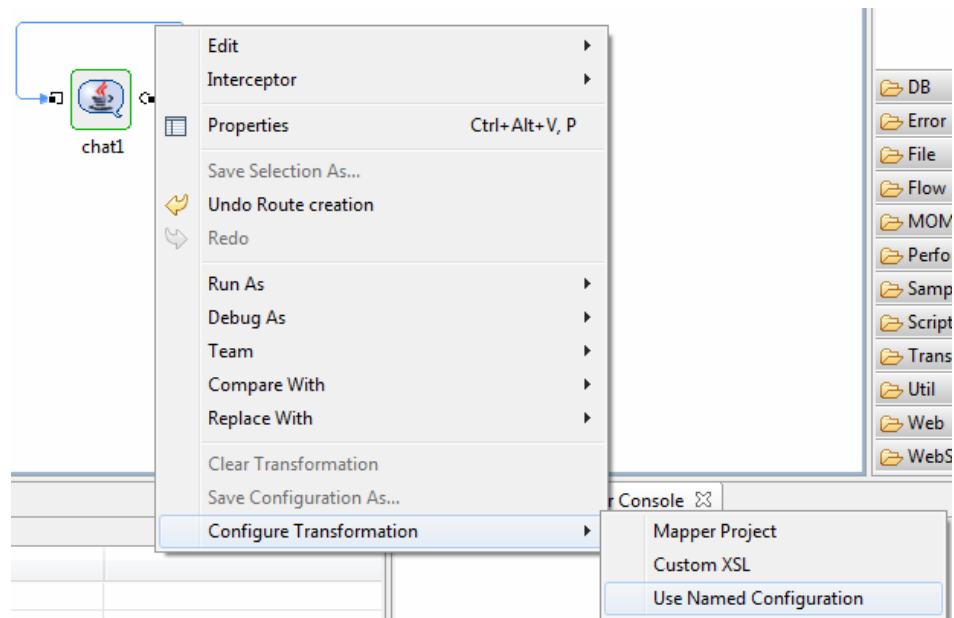 chat1
Edit
Interceptor
Properties Ctrl+Alt+V, P
Save Selection As...
Undo Route creation
Redo
Run As
Debug As
Team
Compare With
Replace With
Clear Transformation
Save Configuration As...
Configure Transformation
DB
Error
File
Flow
MOM
Perfo
Samp
Script
Trans
Util
Web
WebS
r Console
Mapper Project
Custom XSL
Use Named Configuration